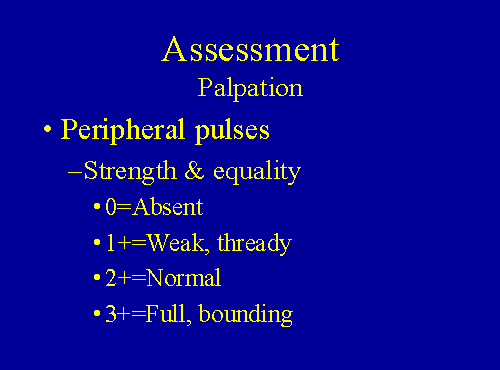 Assessment
Palpation
• Peripheral pulses
–Strength & equality
•0=Absent
•1+=Weak, thready
•2+=Normal
•3+=Full, bounding